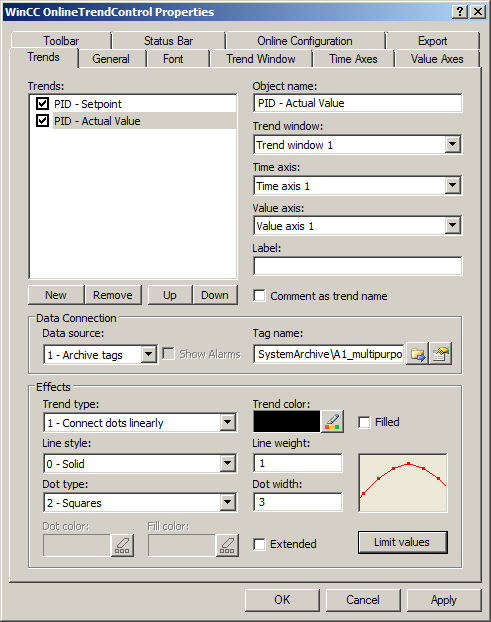 WinCC OnlineTrendControl Properties
Toolbar Status Bar Online Configuration Export
Trends General Font Trend Window Time Axes Value Axes
Trends:
PID - Setpoint
PID - Actual Value
New Remove Up Down
Object name:
PID - Actual Value
Trend window:
Trend window 1
Time axis:
Time axis 1
Value axis:
Value axis 1
Label:
Comment as trend name
Data Connection
Data source:
1 - Archive tags
Show Alarms
Tag name:
SystemArchive\A1_multipurpo
Effects
Trend type:
1 - Connect dots linearly
Trend color:
Filled
Line style:
0 - Solid
Line weight:
1
Dot type:
2 - Squares
Dot width:
3
Dot color:
Fill color:
Extended
Limit values
OK Cancel Apply